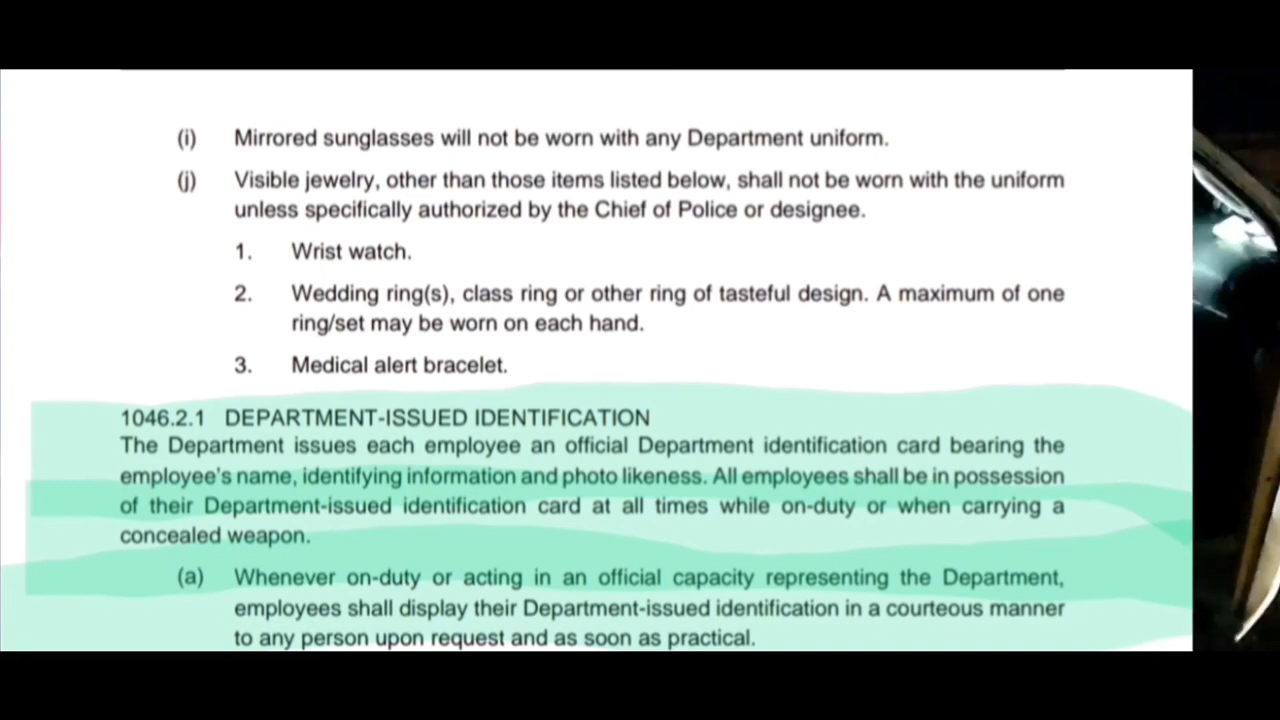 (i) Mirrored sunglasses will not be worn with any Department uniform.
(j) Visible jewelry, other than those items listed below, shall not be worn with the uniform
unless specifically authorized by the Chief of Police or designee.
1. Wrist watch.
2. Wedding ring(s), class ring or other ring of tasteful design. A maximum of one
ring/set may be worn on each hand.
3. Medical alert bracelet.
1046.2.1 DEPARTMENT-ISSUED IDENTIFICATION
The Department issues each employee an official Department identification card bearing the
employee's name, identifying information and photo likeness. All employees shall be in possession
of their Department-issued identification card at all times while on-duty or when carrying a
concealed weapon.
(a) Whenever on-duty or acting in an official capacity representing the Department,
employees shall display their Department-issued identification in a courteous manner
to any person upon request and as soon as practical.